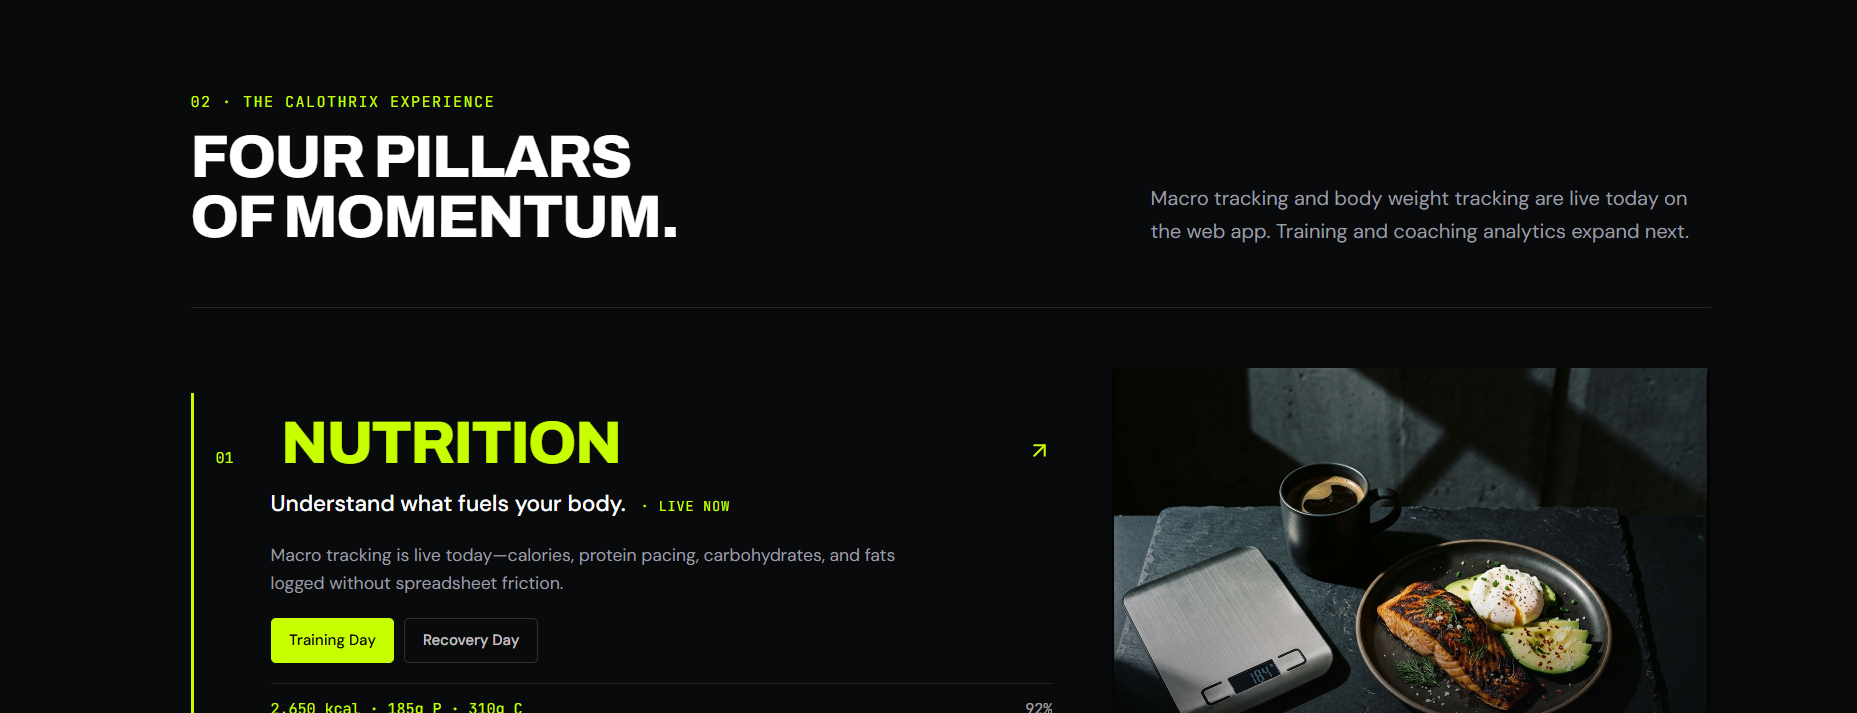 02 · THE CALOTHRIX EXPERIENCE
FOUR PILLARS
OF MOMENTUM.
Macro tracking and body weight tracking are live today on
the web app. Training and coaching analytics expand next.
01
NUTRITION
Understand what fuels your body. · LIVE NOW
Macro tracking is live today—calories, protein pacing, carbohydrates, and fats
logged without spreadsheet friction.
Training Day
Recovery Day
184
2,650 kcal · 185g P · 310g C
92%